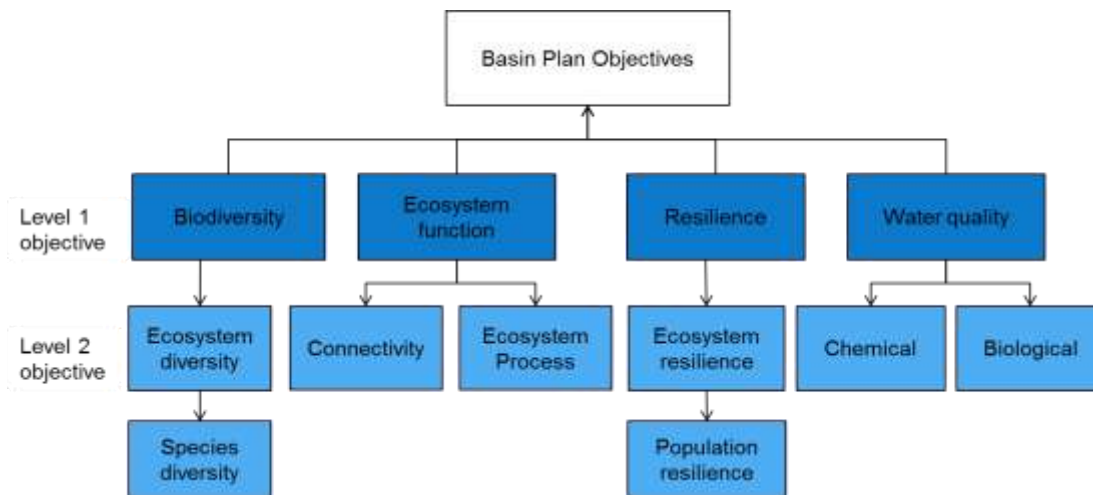 Basin Plan Objectives
Level 1
objective
Biodiversity
Ecosystem
function
Resilience
Water quality
Level 2
objective
Ecosystem
diversity
Connectivity
Ecosystem
Process
Ecosystem
resilience
Chemical
Biological
Species
diversity
Population
resilience